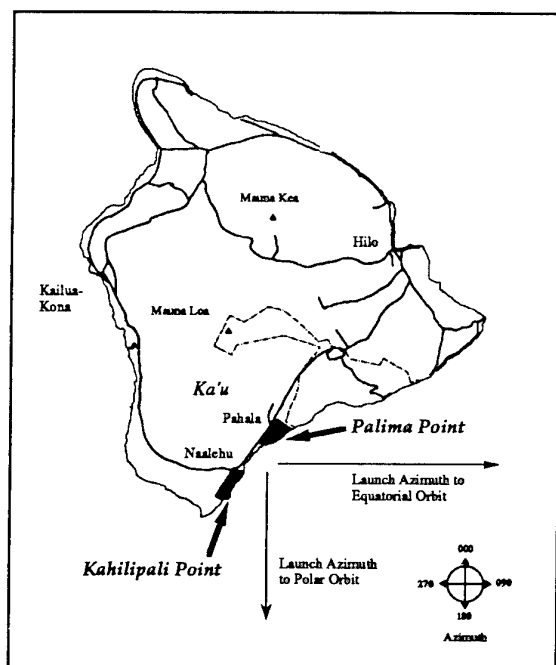 Mauna Kea
Hilo
Kailua-
Kona
Mauna Loa
Ka'u
Pahala
Palima Point
Naalehu
Launch Azimuth to
Equatorial Orbit
Kahilipali Point
Launch Azimuth
to Polar Orbit
000
270
090
180
Azimuth